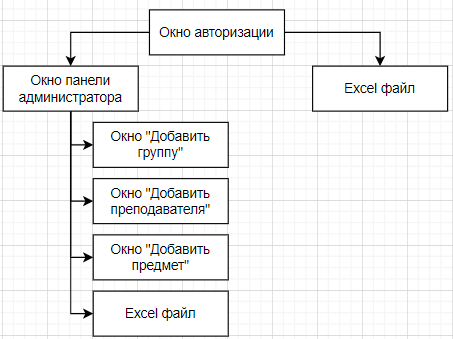 Окно авторизации
Окно панели
администратора
Excel файл
Окно "Добавить
группу"
Окно "Добавить
преподавателя"
Окно "Добавить
предмет"
Excel файл